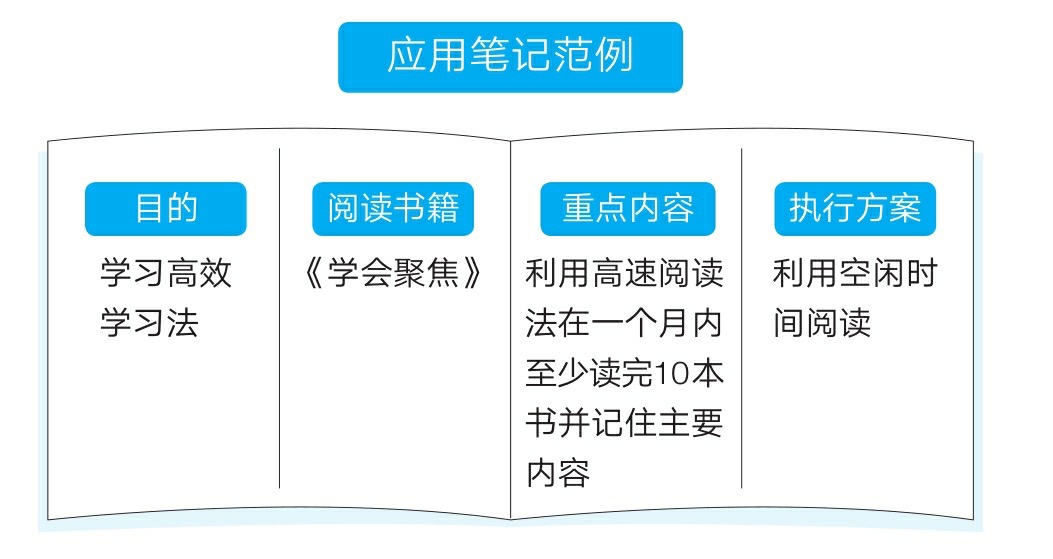 应用笔记范例
目的
学习高效
学习法
阅读书籍
《学会聚焦》
重点内容
利用高速阅读
法在一个月内
至少读完10本
书并记住主要
内容
执行方案
利用空闲时
间阅读